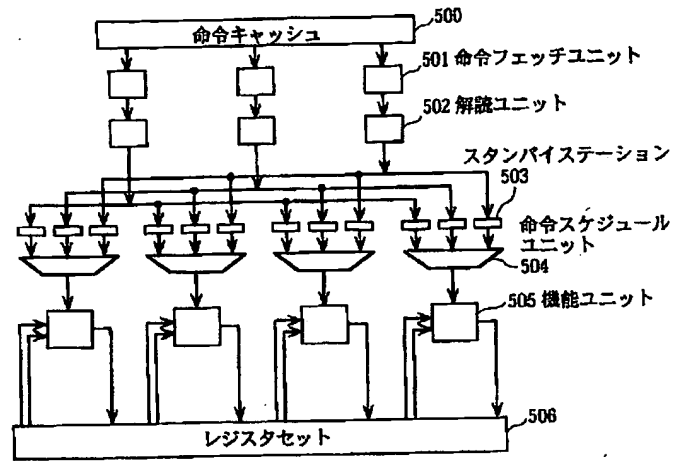 500
命令キャッシュ
501 命令フェッチユニット
502 解読ユニット
スタンバイステーション
503
命令スケジュール
ユニット
504
505 機能ユニット
506
レジスタセット